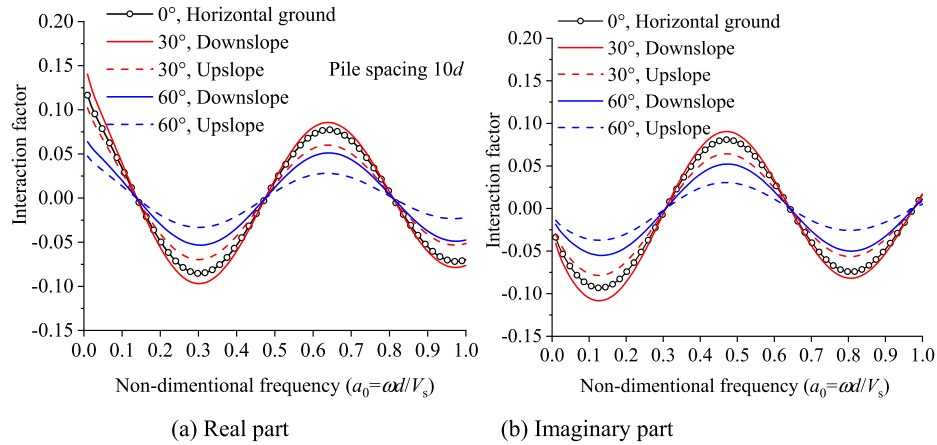 0°, Horizontal ground
30°, Downslope
30°, Upslope
60°, Downslope
60°, Upslope
Pile spacing 10d
Interaction factor
0.20
0.15
0.10
0.05
0.00
-0.05
-0.10
-0.15
0.0 0.1 0.2 0.3 0.4 0.5 0.6 0.7 0.8 0.9 1.0
Non-dimentional frequency (a₀=ωd/Vₛ)
(a) Real part
0°, Horizontal ground
30°, Downslope
30°, Upslope
60°, Downslope
60°, Upslope
Interaction factor
0.20
0.15
0.10
0.05
0.00
-0.05
-0.10
-0.15
0.0 0.1 0.2 0.3 0.4 0.5 0.6 0.7 0.8 0.9 1.0
Non-dimentional frequency (a₀=ωd/Vₛ)
(b) Imaginary part